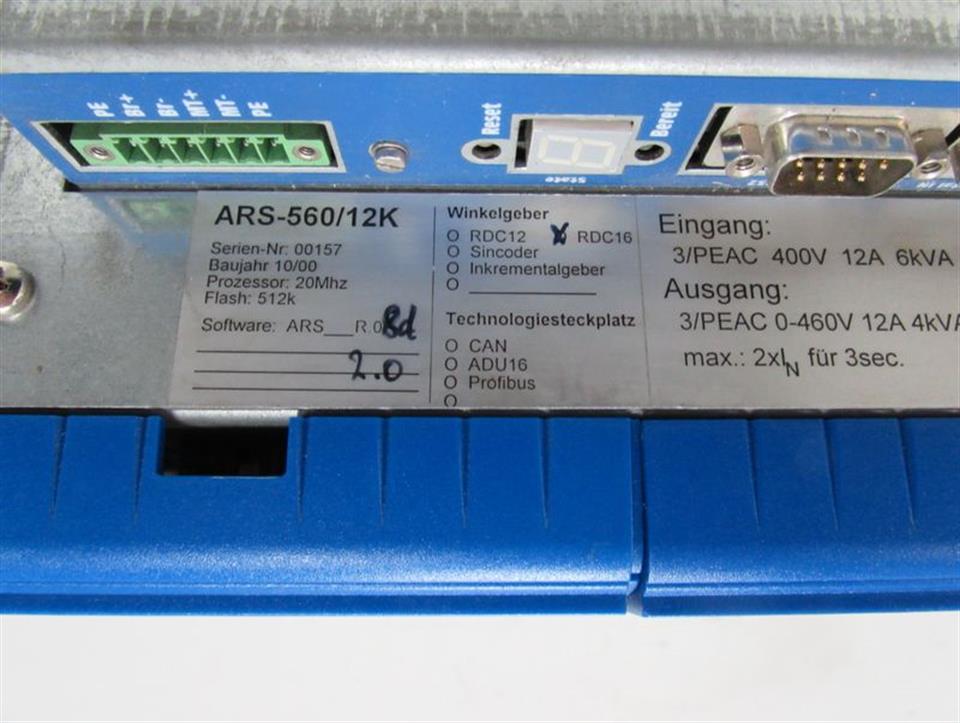 PE
Br+
Br-
MT+
MT-
PE
Reset
State
Bereit
ARS-560/12K
Serien-Nr: 00157
Baujahr 10/00
Prozessor: 20Mhz
Flash: 512k
Software: ARS___R.0 8d
2.0
Winkelgeber
O RDC12 X RDC16
O Sincoder
O Inkrementalgeber
O
Technologiesteckplatz
O CAN
O ADU16
O Profibus
O
Eingang:
3/PEAC 400V 12A 6kVA
Ausgang:
3/PEAC 0-460V 12A 4kVA
max.: 2xIN für 3sec.